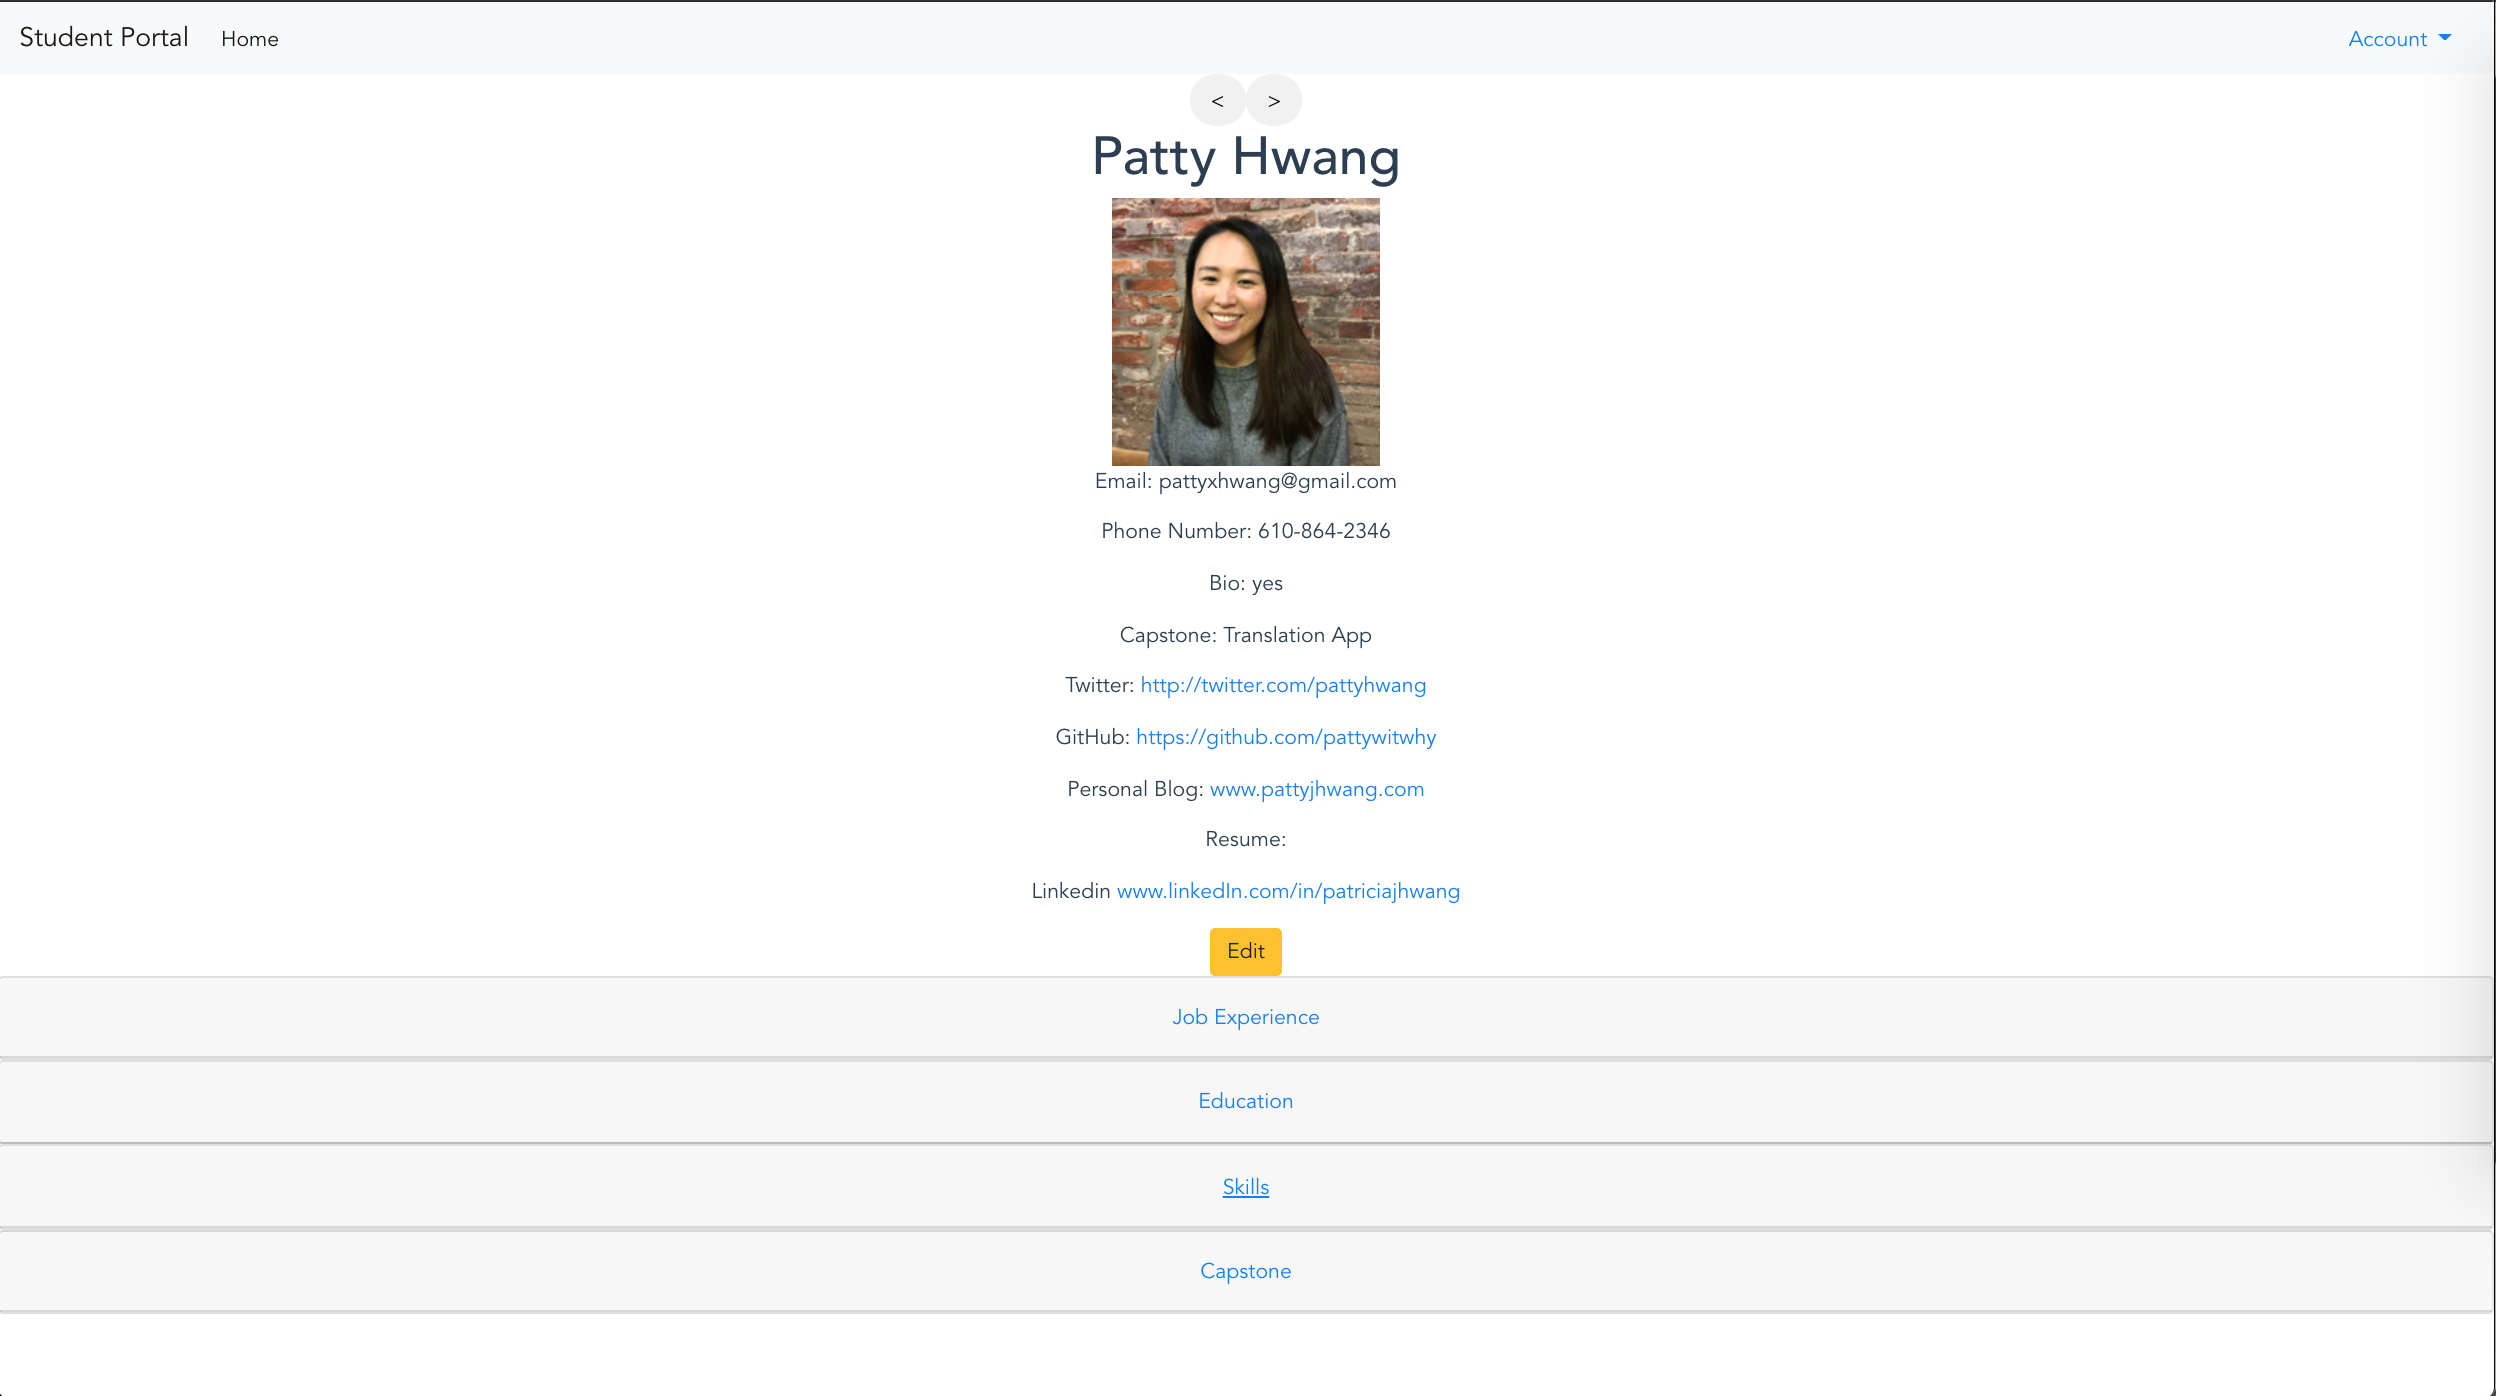 Student Portal Home Account
< >
Patty Hwang
Email: pattyxhwang@gmail.com
Phone Number: 610-864-2346
Bio: yes
Capstone: Translation App
Twitter: http://twitter.com/pattyhwang
GitHub: https://github.com/pattywitwhy
Personal Blog: www.pattyjhwang.com
Resume:
Linkedin www.linkedIn.com/in/patriciajhwang
Edit
Job Experience
Education
Skills
Capstone